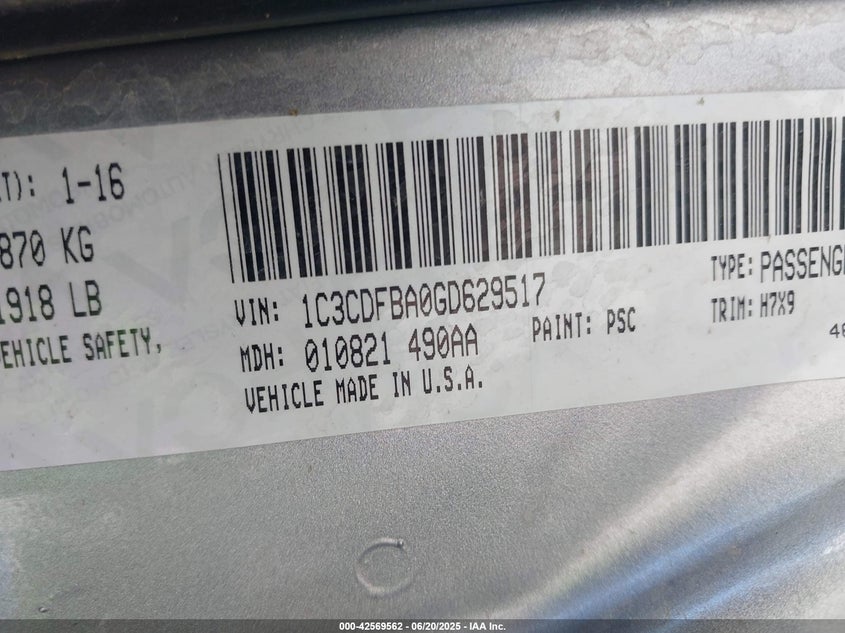 T): 1-16
870 KG
1918 LB
VEHICLE SAFETY,
VIN: 1C3CDFBA0GD629517
TYPE: PASSENG
MDH: 010821 490AA
PAINT: PSC
TRIM: H7X9
VEHICLE MADE IN U.S.A.
000-42569562 - 06/20/2025 - IAA Inc.